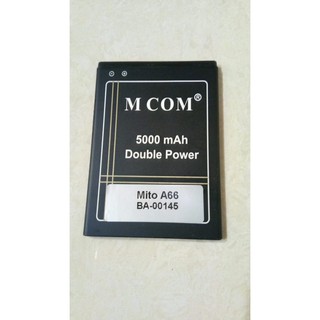 M COM®
5000 mAh
Double Power
Mito A66
BA-00145